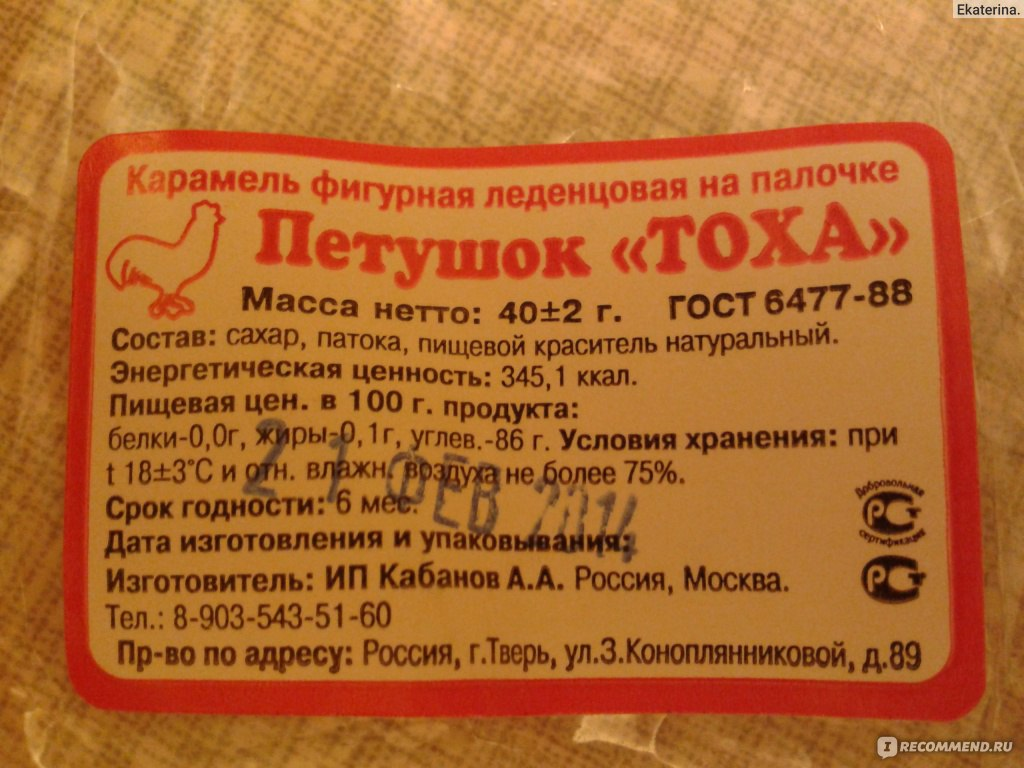 Ekaterina.
Карамель фигурная леденцовая на палочке
Петушок «ТОХА»
Масса нетто: 40±2 г. ГОСТ 6477-88
Состав: сахар, патока, пищевой краситель натуральный.
Энергетическая ценность: 345,1 ккал.
Пищевая цен. в 100 г. продукта:
белки-0,0г, жиры-0,1г, углев.-86 г. Условия хранения: при
t 18±3°С и отн. влажн. воздуха не более 75%.
21 ФЕВ 2014
Срок годности: 6 мес.
Добровольная
РСТ
сертификация
Дата изготовления и упаковывания:
Изготовитель: ИП Кабанов А.А. Россия, Москва.
РСТ
Тел.: 8-903-543-51-60
Пр-во по адресу: Россия, г.Тверь, ул.З.Коноплянниковой, д.89
I RECOMMEND.RU